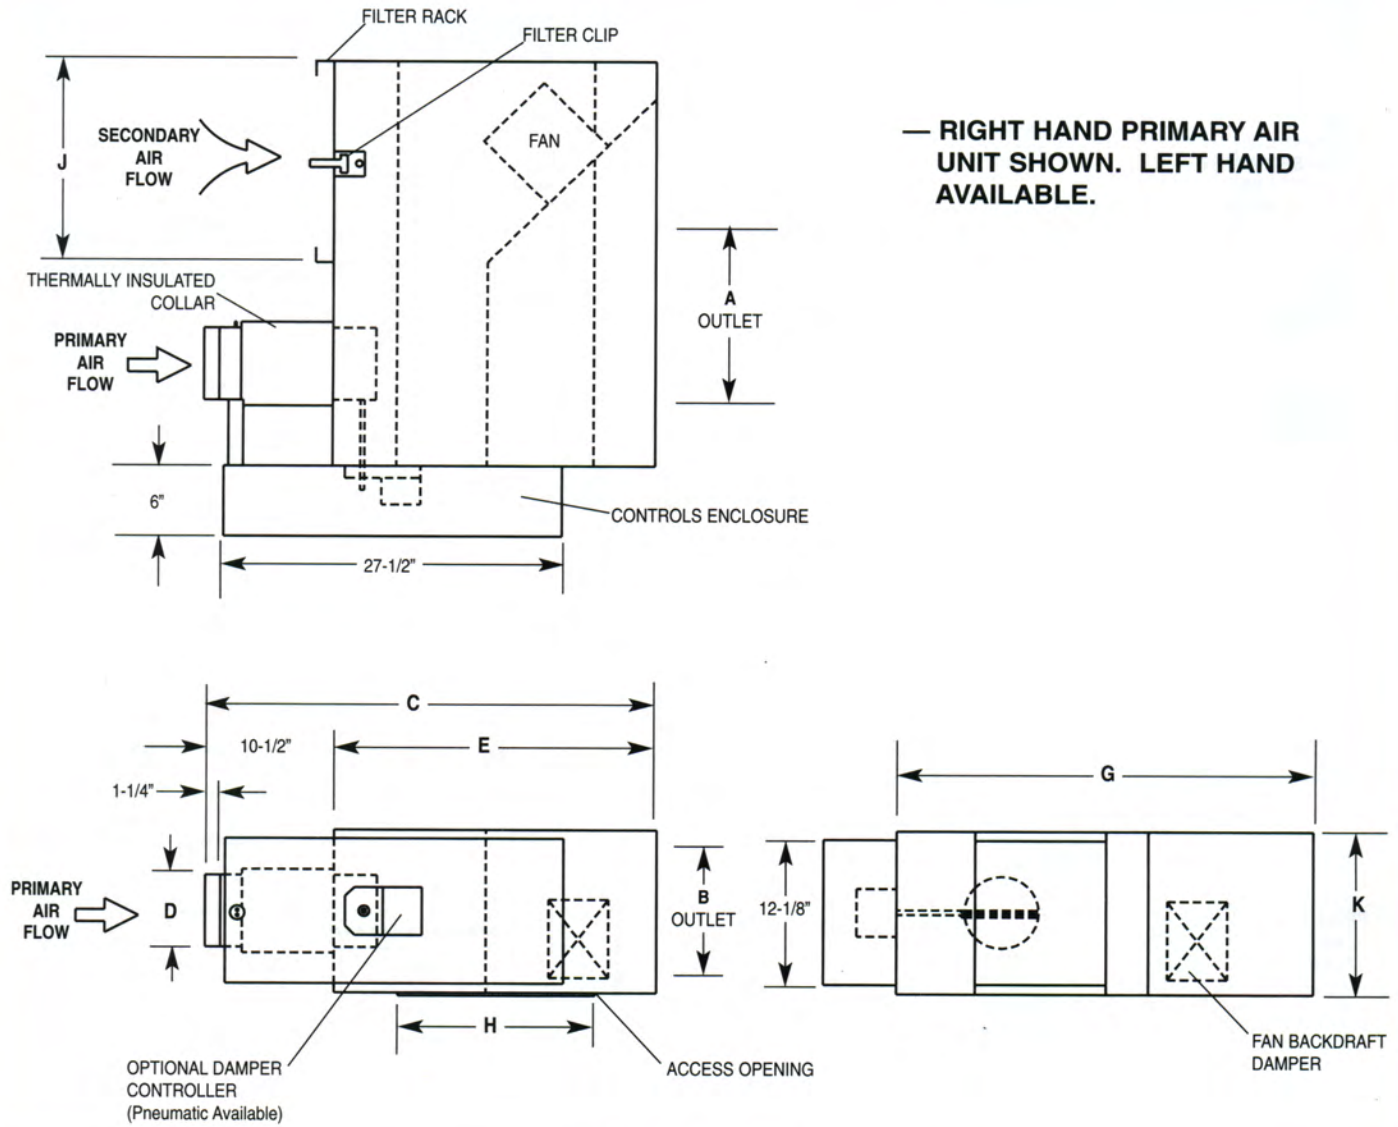 FILTER RACK
FILTER CLIP
SECONDARY
AIR
FLOW
J
FAN
— RIGHT HAND PRIMARY AIR
UNIT SHOWN. LEFT HAND
AVAILABLE.
THERMALLY INSULATED
COLLAR
A
OUTLET
PRIMARY
AIR
FLOW
6"
CONTROLS ENCLOSURE
27-1/2"
C
10-1/2"
E
1-1/4"
G
PRIMARY
AIR
FLOW
D
B
OUTLET
12-1/8"
K
H
OPTIONAL DAMPER
CONTROLLER
(Pneumatic Available)
ACCESS OPENING
FAN BACKDRAFT
DAMPER